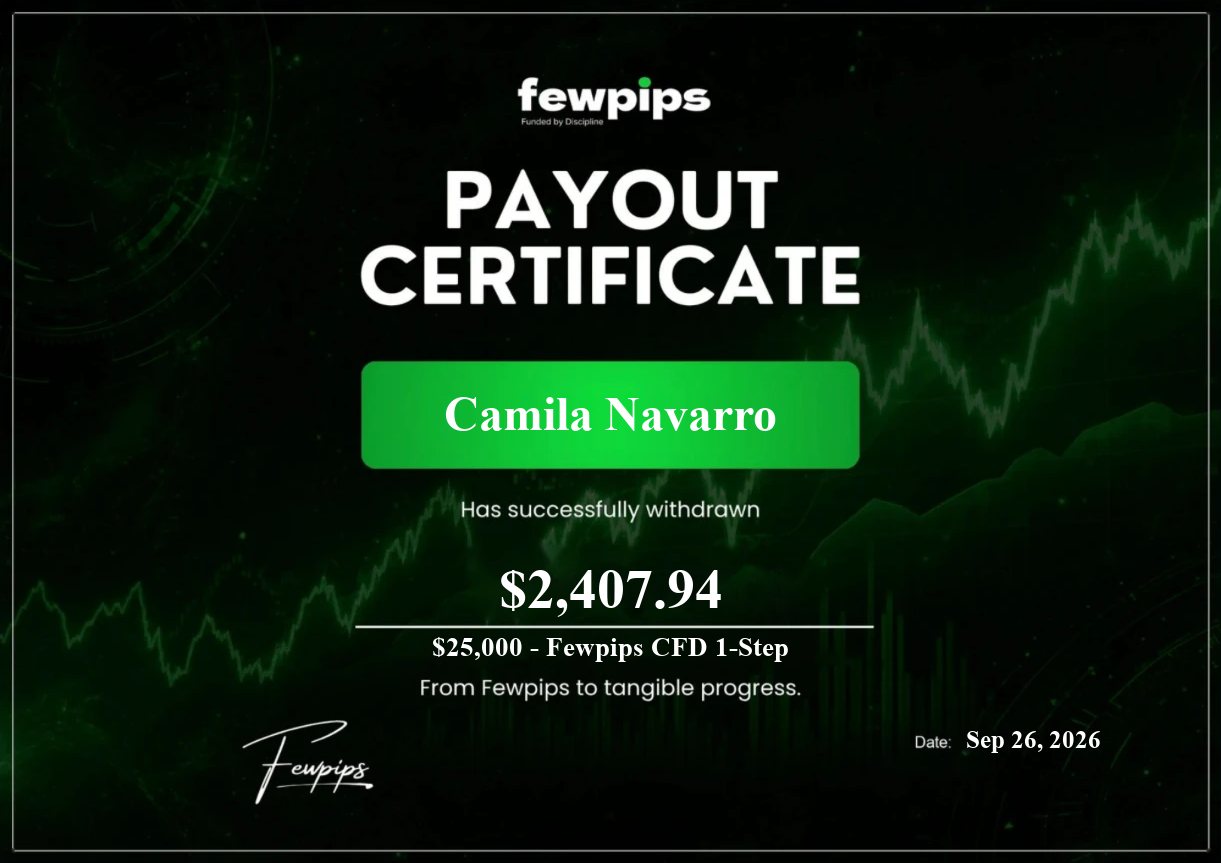 fewpips
Funded by Discipline
PAYOUT
CERTIFICATE
Camila Navarro
Has successfully withdrawn
$2,407.94
$25,000 - Fewpips CFD 1-Step
From Fewpips to tangible progress.
Fewpips
Date: Sep 26, 2026